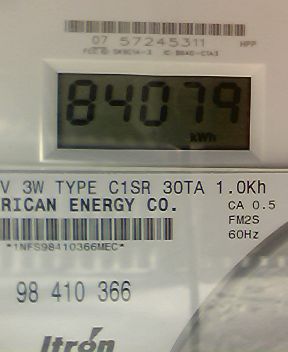 07 57245311 HPP
84079
kWh
V 3W TYPE C1SR 30TA 1.0Kh
RICAN ENERGY CO. CA 0.5
FM2S
*1NFS98410366MEC* 60Hz
98 410 366
Itron